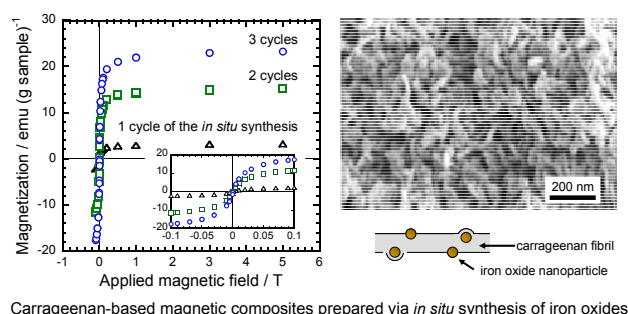 Magnetization / emu (g sample)⁻¹
30
20
10
0
-10
-20
3 cycles
2 cycles
1 cycle of the in situ synthesis
20
10
0
-10
-20
-0.1 -0.05 0 0.05 0.1
-1 0 1 2 3 4 5 6
Applied magnetic field / T
200 nm
carrageenan fibril
iron oxide nanoparticle
Carrageenan-based magnetic composites prepared via in situ synthesis of iron oxides